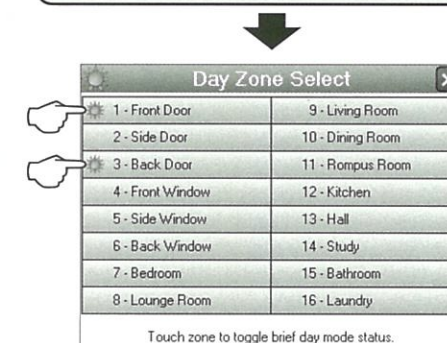 Day Zone Select
x
1 - Front Door
9 - Living Room
2 - Side Door
10 - Dining Room
3 - Back Door
11 - Rompus Room
4 - Front Window
12 - Kitchen
5 - Side Window
13 - Hall
6 - Back Window
14 - Study
7 - Bedroom
15 - Bathroom
8 - Lounge Room
16 - Laundry
Touch zone to toggle brief day mode status.